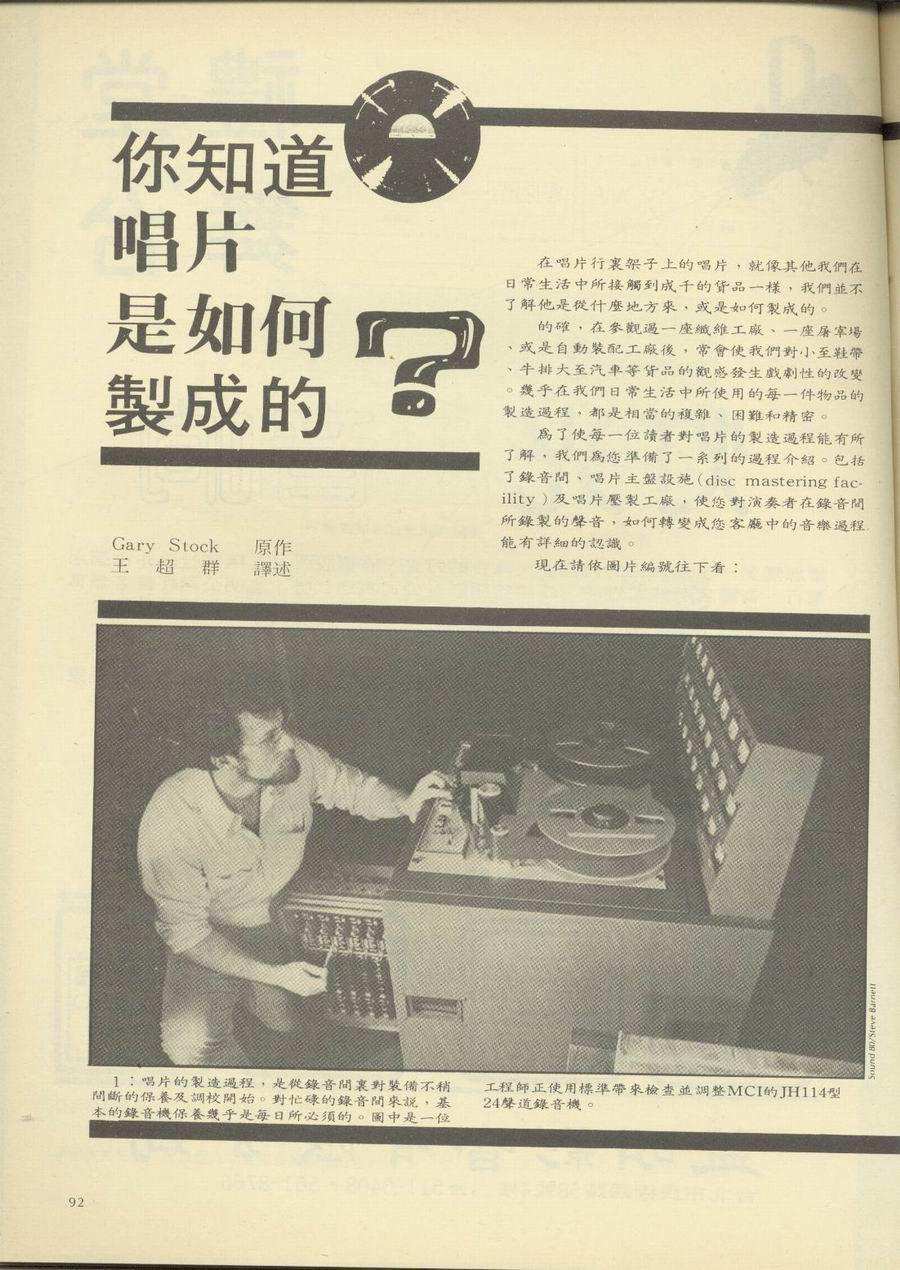 你知道
唱片
是如何
製成的
?
Gary Stock 原作
王超群 譯述
在唱片行裏架子上的唱片，就像其他我們在
日常生活中所接觸到成千的貨品一樣，我們並不
了解他是從什麼地方來，或是如何製成的。
的確，在參觀過一座纖維工廠、一座屠宰場
、或是自動裝配工廠後，常會使我們對小至鞋帶
、牛排大至汽車等貨品的觀感發生戲劇性的改變
。幾乎在我們日常生活中所使用的每一件物品的
製造過程，都是相當的複雜、困難和精密。
爲了使每一位讀者對唱片的製造過程能有所
了解，我們爲您準備了一系列的過程介紹。包括
了錄音間、唱片主盤設施(disc mastering fac-
ility)及唱片壓製工廠，使您對演奏者在錄音間
所錄製的聲音，如何轉變成您客廳中的音樂過程
能有詳細的認識。
現在請依圖片編號往下看：
Sound 80/Steve Barnett
1：唱片的製造過程，是從錄音間裏對裝備不稍
間斷的保養及調校開始。對忙碌的錄音間來說，基
本的錄音機保養幾乎是每日所必須的。圖中是一位
工程師正使用標準帶來檢查並調整MCI的JH114型
24聲道錄音機。
92